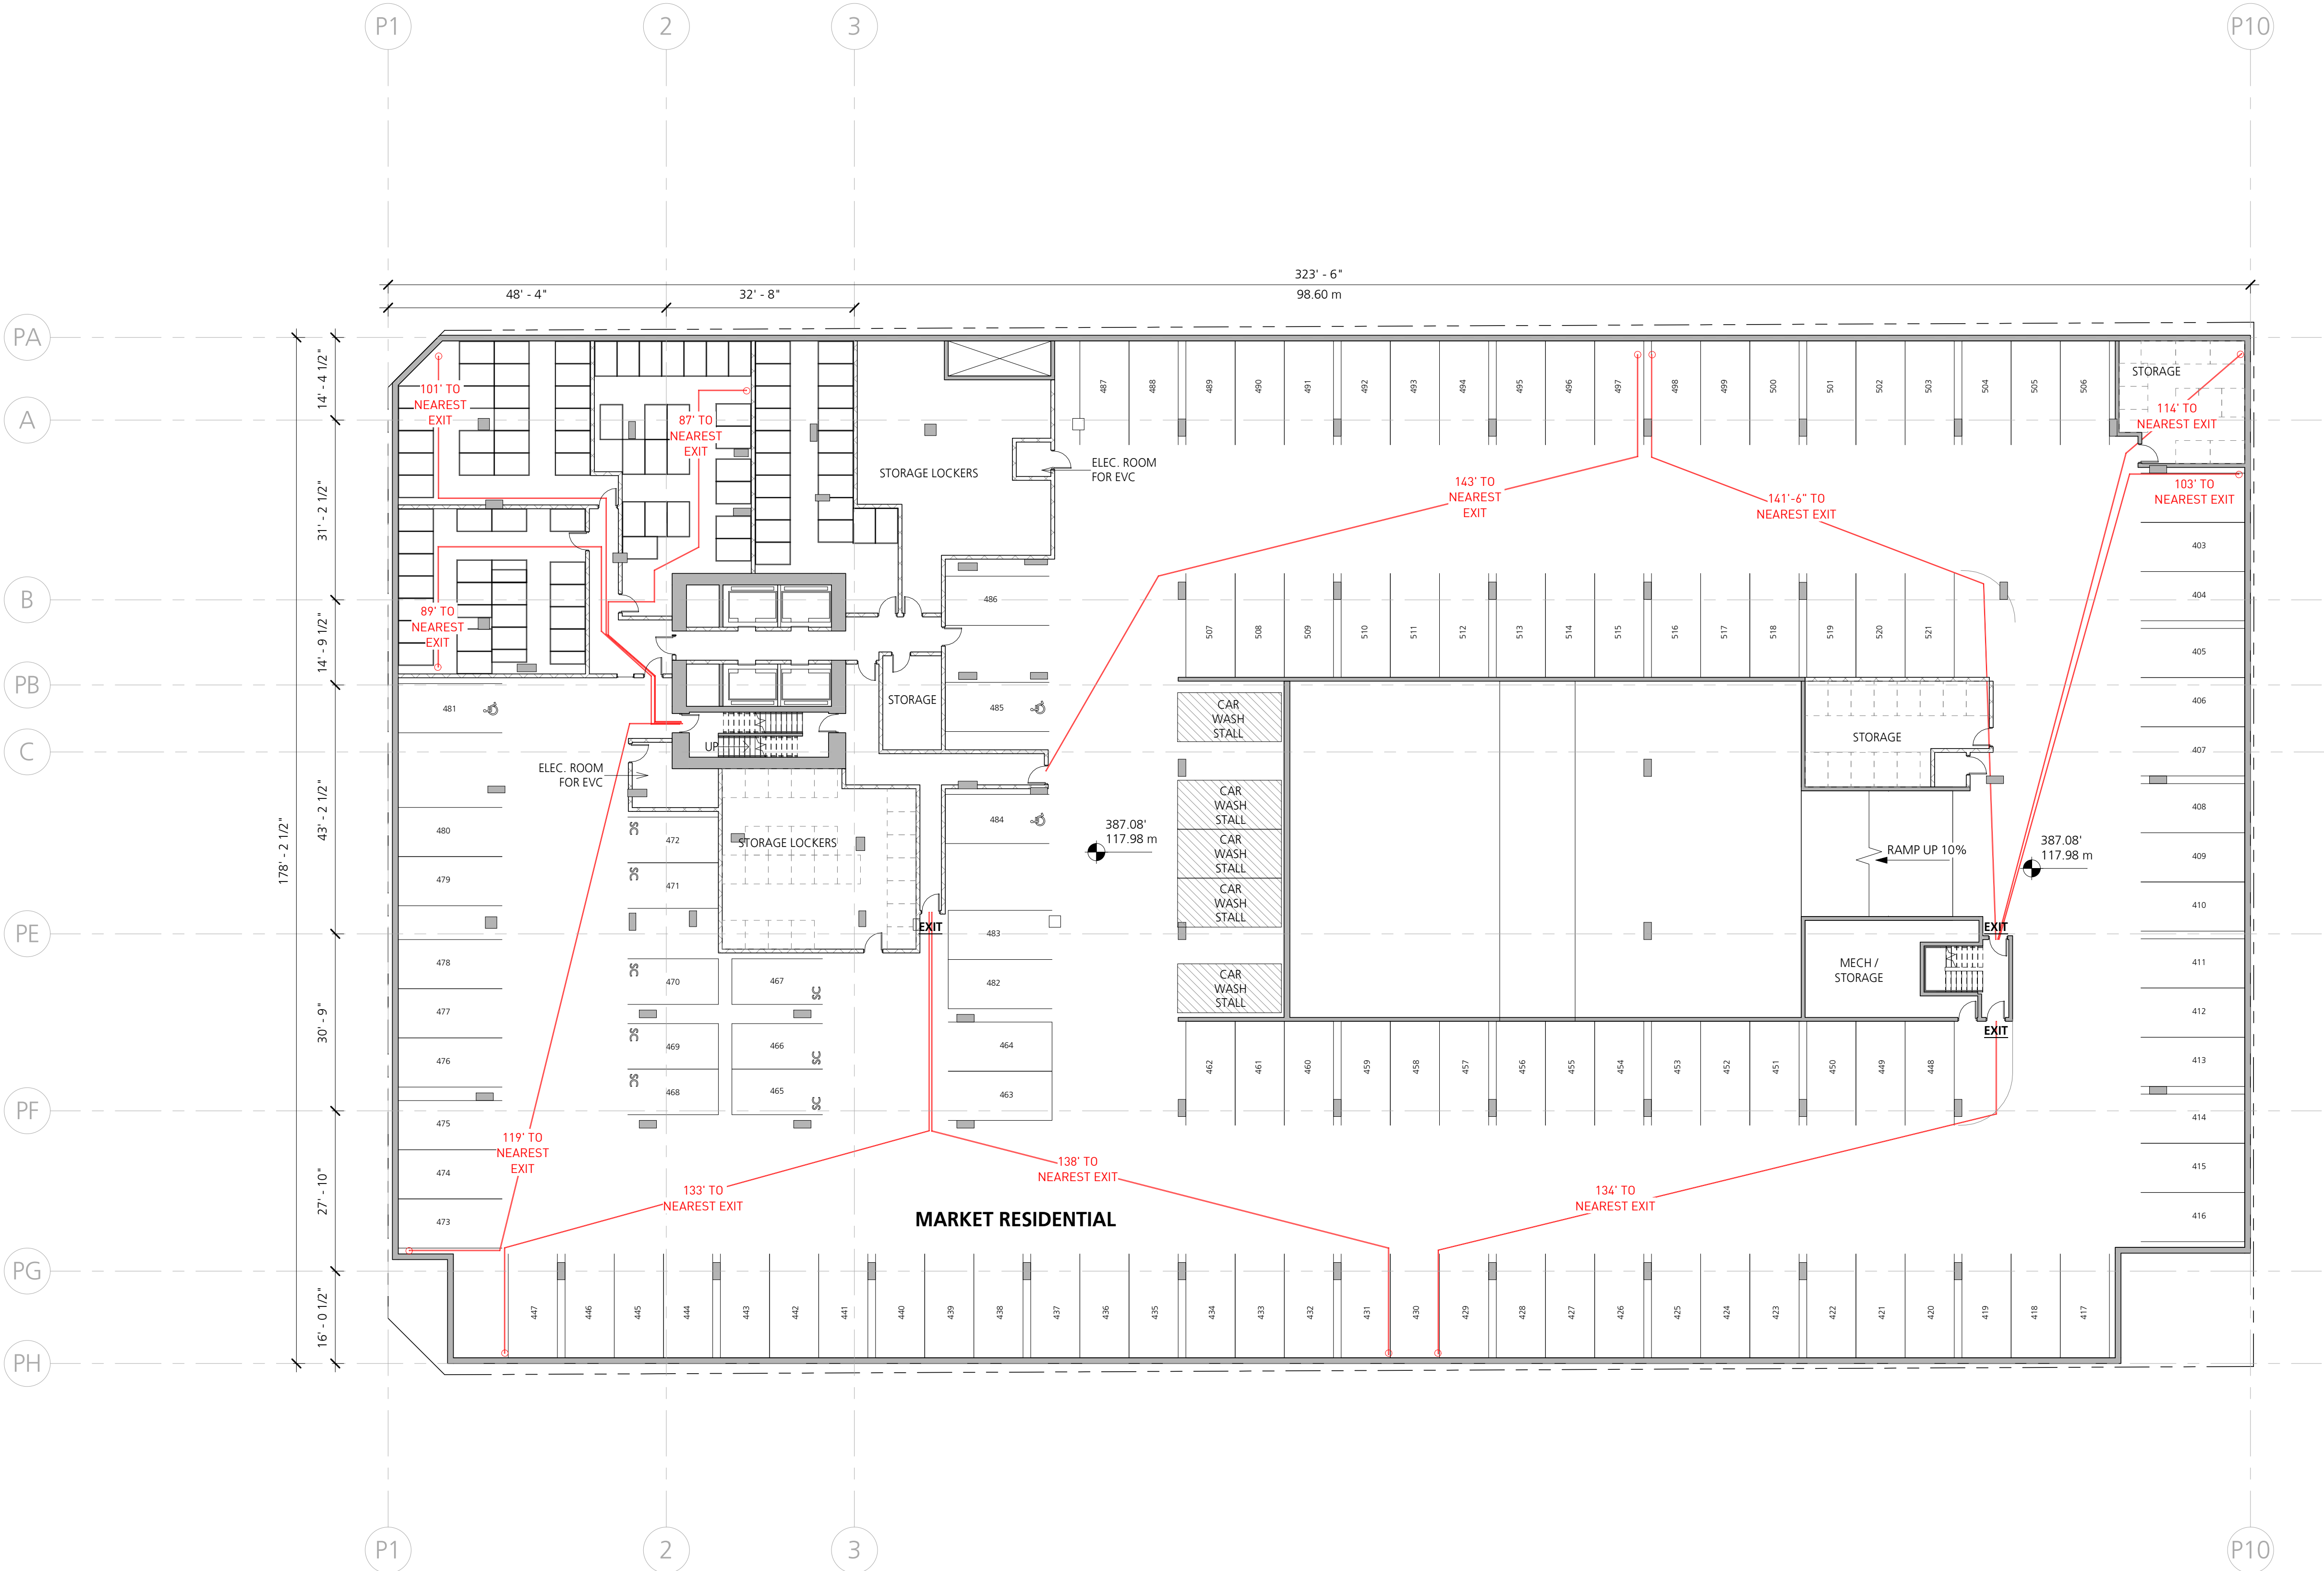 P1
2
3
P10
323' - 6"
98.60 m
48' - 4"
32' - 8"
PA
A
B
PB
C
PE
PF
PG
PH
178' - 2 1/2"
14' - 4 1/2"
31' - 2 1/2"
14' - 9 1/2"
43' - 2 1/2"
30' - 9"
27' - 10"
16' - 0 1/2"
101' TO
NEAREST
EXIT
87' TO
NEAREST
EXIT
89' TO
NEAREST
EXIT
STORAGE LOCKERS
ELEC. ROOM
FOR EVC
487
488
489
490
491
492
493
494
495
496
497
498
499
500
501
502
503
504
505
506
STORAGE
114' TO
NEAREST EXIT
103' TO
NEAREST EXIT
143' TO
NEAREST
EXIT
141'-6" TO
NEAREST EXIT
403
404
405
406
407
408
409
410
411
412
413
414
415
416
486
485
484
483
482
464
463
507
508
509
510
511
512
513
514
515
516
517
518
519
520
521
STORAGE
UP
ELEC. ROOM
FOR EVC
STORAGE LOCKERS
EXIT
CAR
WASH
STALL
CAR
WASH
STALL
CAR
WASH
STALL
CAR
WASH
STALL
CAR
WASH
STALL
387.08'
117.98 m
STORAGE
RAMP UP 10%
387.08'
117.98 m
EXIT
MECH /
STORAGE
EXIT
481
480
479
478
477
476
475
474
473
SC
472
SC
471
SC
470
SC
469
SC
468
467
SC
466
SC
465
SC
462
461
460
459
458
457
456
455
454
453
452
451
450
449
448
119' TO
NEAREST
EXIT
133' TO
NEAREST EXIT
138' TO
NEAREST EXIT
134' TO
NEAREST EXIT
MARKET RESIDENTIAL
447
446
445
444
443
442
441
440
439
438
437
436
435
434
433
432
431
430
429
428
427
426
425
424
423
422
421
420
419
418
417
P1
2
3
P10